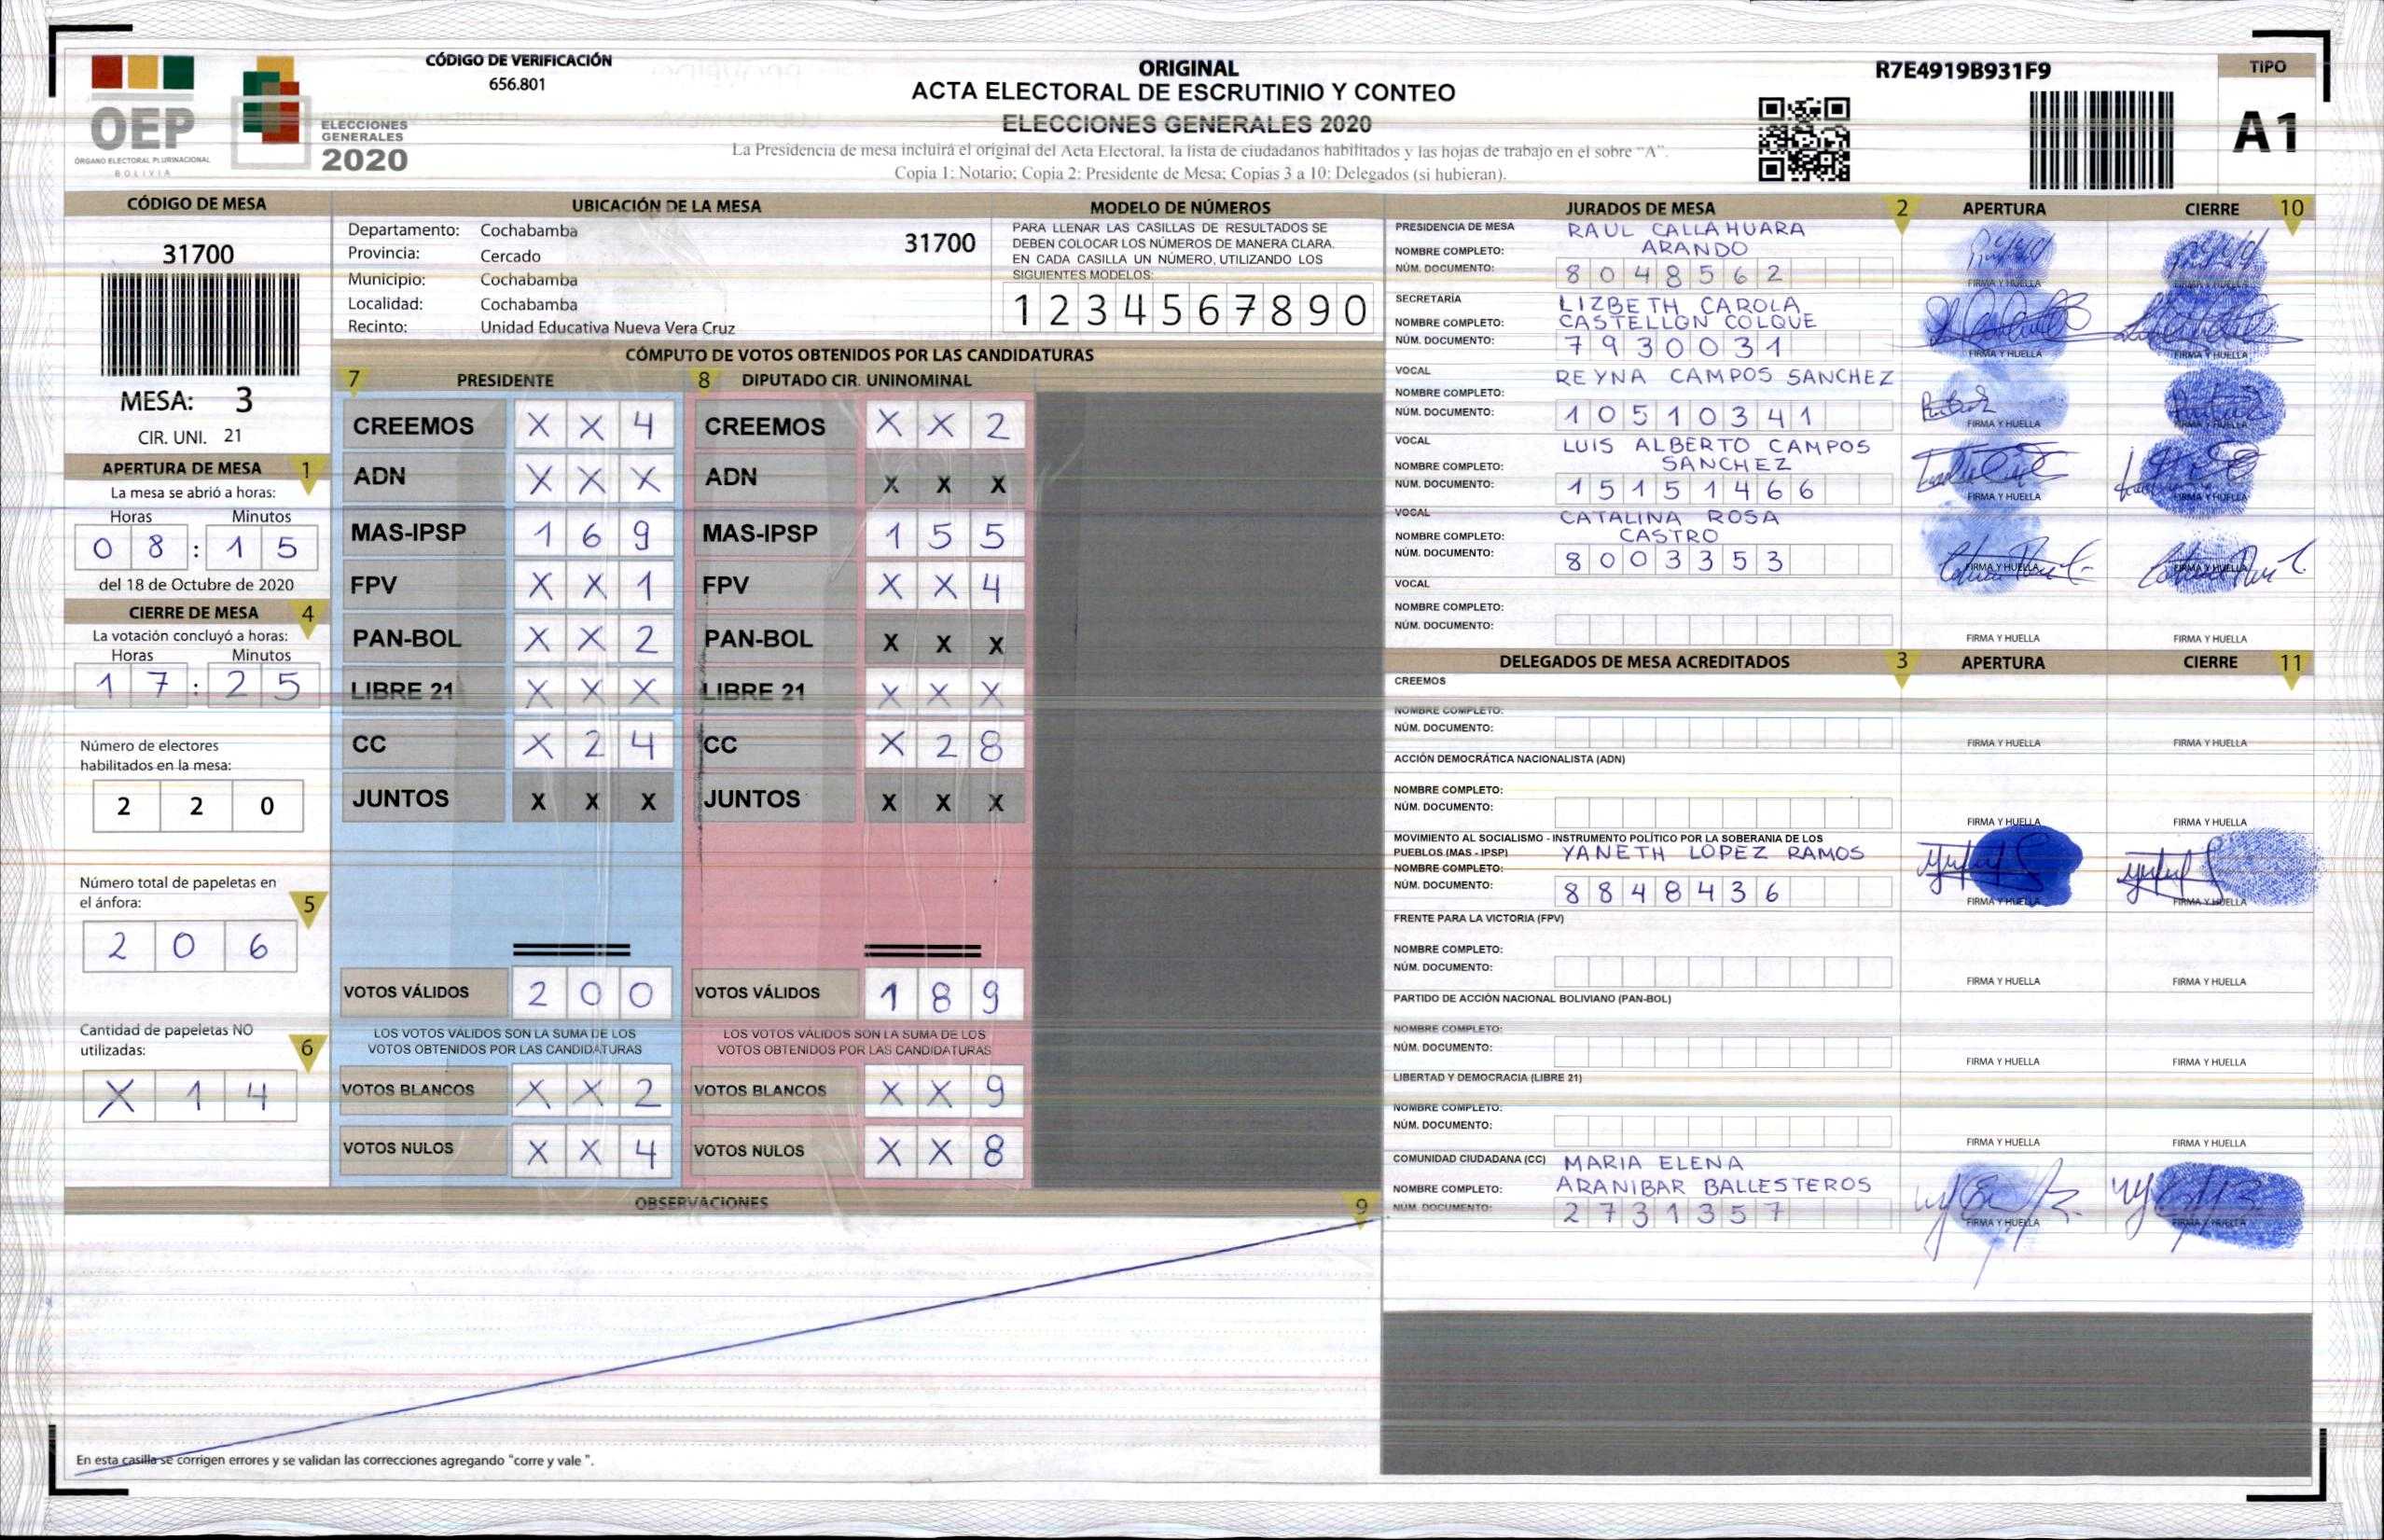 CÓDIGO DE VERIFICACIÓN
656.801
ORIGINAL
ACTA ELECTORAL DE ESCRUTINIO Y CONTEO
ELECCIONES GENERALES 2020
La Presidencia de mesa incluirá el original del Acta Electoral, la lista de ciudadanos habilitados y las hojas de trabajo en el sobre "A".
Copia 1: Notario; Copia 2: Presidente de Mesa; Copias 3 a 10: Delegados (si hubieran).
R7E4919B931F9
TIPO
A1
OEP
ÓRGANO ELECTORAL PLURINACIONAL
BOLIVIA
ELECCIONES
GENERALES
2020
CÓDIGO DE MESA
31700
MESA: 3
CIR. UNI. 21
APERTURA DE MESA 1
La mesa se abrió a horas:
Horas Minutos
0 8 : 1 5
del 18 de Octubre de 2020
CIERRE DE MESA 4
La votación concluyó a horas:
Horas Minutos
1 7 : 2 5
Número de electores
habilitados en la mesa:
2 2 0
Número total de papeletas en
el ánfora: 5
2 0 6
Cantidad de papeletas NO
utilizadas: 6
X 1 4
UBICACIÓN DE LA MESA
Departamento: Cochabamba
Provincia: Cercado
Municipio: Cochabamba
Localidad: Cochabamba
Recinto: Unidad Educativa Nueva Vera Cruz
31700
MODELO DE NÚMEROS
PARA LLENAR LAS CASILLAS DE RESULTADOS SE
DEBEN COLOCAR LOS NÚMEROS DE MANERA CLARA.
EN CADA CASILLA UN NÚMERO, UTILIZANDO LOS
SIGUIENTES MODELOS:
1 2 3 4 5 6 7 8 9 0
CÓMPUTO DE VOTOS OBTENIDOS POR LAS CANDIDATURAS
7 PRESIDENTE
CREEMOS X X 4
ADN X X X
MAS-IPSP 1 6 9
FPV X X 1
PAN-BOL X X 2
LIBRE 21 X X X
CC X 2 4
JUNTOS X X X
VOTOS VÁLIDOS 2 0 0
LOS VOTOS VÁLIDOS SON LA SUMA DE LOS
VOTOS OBTENIDOS POR LAS CANDIDATURAS
VOTOS BLANCOS X X 2
VOTOS NULOS X X 4
8 DIPUTADO CIR. UNINOMINAL
CREEMOS X X 2
ADN X X X
MAS-IPSP 1 5 5
FPV X X 4
PAN-BOL X X X
LIBRE 21 X X X
CC X 2 8
JUNTOS X X X
VOTOS VÁLIDOS 1 8 9
LOS VOTOS VÁLIDOS SON LA SUMA DE LOS
VOTOS OBTENIDOS POR LAS CANDIDATURAS
VOTOS BLANCOS X X 9
VOTOS NULOS X X 8
OBSERVACIONES 9
En esta casilla se corrigen errores y se validan las correcciones agregando "corre y vale ".
JURADOS DE MESA 2 APERTURA CIERRE 10
PRESIDENCIA DE MESA RAUL CALLAHUARA
NOMBRE COMPLETO: ARANDO
NÚM. DOCUMENTO: 8 0 4 8 5 6 2
FIRMA Y HUELLA FIRMA Y HUELLA
SECRETARÍA LIZBETH CAROLA
NOMBRE COMPLETO: CASTELLON COLQUE
NÚM. DOCUMENTO: 7 9 3 0 0 3 1
FIRMA Y HUELLA FIRMA Y HUELLA
VOCAL REYNA CAMPOS SANCHEZ
NOMBRE COMPLETO:
NÚM. DOCUMENTO: 1 0 5 1 0 3 4 1
FIRMA Y HUELLA FIRMA Y HUELLA
VOCAL LUIS ALBERTO CAMPOS
NOMBRE COMPLETO: SANCHEZ
NÚM. DOCUMENTO: 1 5 1 5 1 4 6 6
FIRMA Y HUELLA FIRMA Y HUELLA
VOCAL CATALINA ROSA
NOMBRE COMPLETO: CASTRO
NÚM. DOCUMENTO: 8 0 0 3 3 5 3
FIRMA Y HUELLA FIRMA Y HUELLA
VOCAL
NOMBRE COMPLETO:
NÚM. DOCUMENTO:
FIRMA Y HUELLA FIRMA Y HUELLA
DELEGADOS DE MESA ACREDITADOS 3 APERTURA CIERRE 11
CREEMOS
NOMBRE COMPLETO:
NÚM. DOCUMENTO:
FIRMA Y HUELLA FIRMA Y HUELLA
ACCIÓN DEMOCRÁTICA NACIONALISTA (ADN)
NOMBRE COMPLETO:
NÚM. DOCUMENTO:
FIRMA Y HUELLA FIRMA Y HUELLA
MOVIMIENTO AL SOCIALISMO - INSTRUMENTO POLÍTICO POR LA SOBERANIA DE LOS
PUEBLOS (MAS - IPSP) YANETH LOPEZ RAMOS
NOMBRE COMPLETO:
NÚM. DOCUMENTO: 8 8 4 8 4 3 6
FIRMA Y HUELLA FIRMA Y HUELLA
FRENTE PARA LA VICTORIA (FPV)
NOMBRE COMPLETO:
NÚM. DOCUMENTO:
FIRMA Y HUELLA FIRMA Y HUELLA
PARTIDO DE ACCIÓN NACIONAL BOLIVIANO (PAN-BOL)
NOMBRE COMPLETO:
NÚM. DOCUMENTO:
FIRMA Y HUELLA FIRMA Y HUELLA
LIBERTAD Y DEMOCRACIA (LIBRE 21)
NOMBRE COMPLETO:
NÚM. DOCUMENTO:
FIRMA Y HUELLA FIRMA Y HUELLA
COMUNIDAD CIUDADANA (CC) MARIA ELENA
NOMBRE COMPLETO: ARANIBAR BALLESTEROS
NÚM. DOCUMENTO: 2 7 3 1 3 5 7
FIRMA Y HUELLA FIRMA Y HUELLA